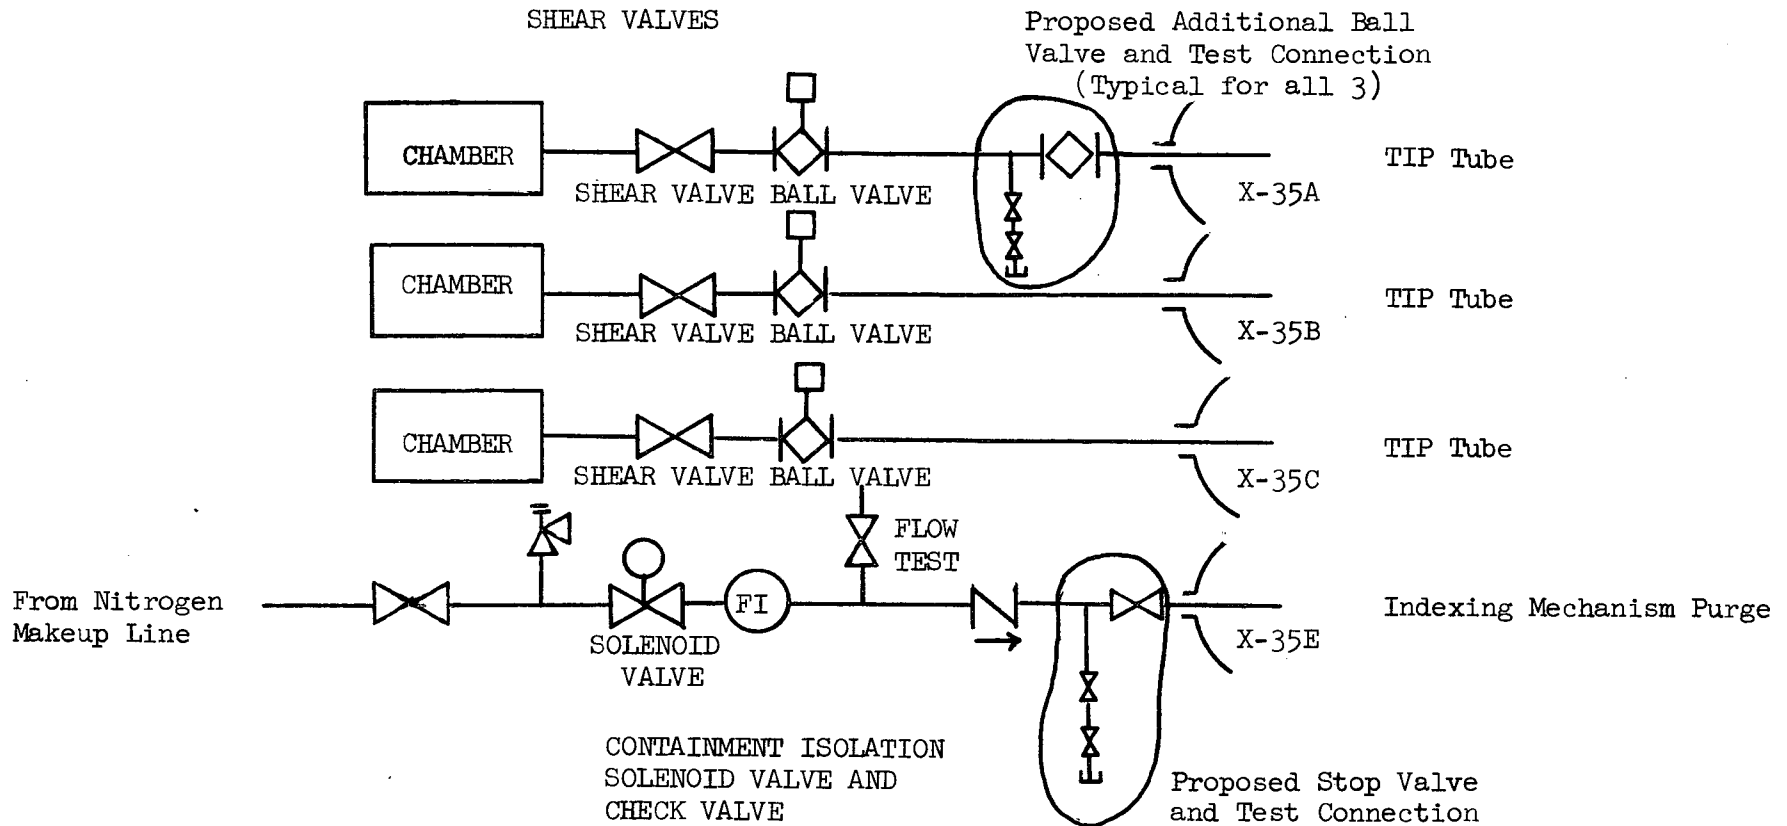 SHEAR VALVES
Proposed Additional Ball
Valve and Test Connection
(Typical for all 3)
CHAMBER
SHEAR VALVE BALL VALVE
X-35A
TIP Tube
CHAMBER
SHEAR VALVE BALL VALVE
X-35B
TIP Tube
CHAMBER
SHEAR VALVE BALL VALVE
X-35C
TIP Tube
FLOW
TEST
From Nitrogen
Makeup Line
FI
SOLENOID
VALVE
X-35E
Indexing Mechanism Purge
CONTAINMENT ISOLATION
SOLENOID VALVE AND
CHECK VALVE
Proposed Stop Valve
and Test Connection